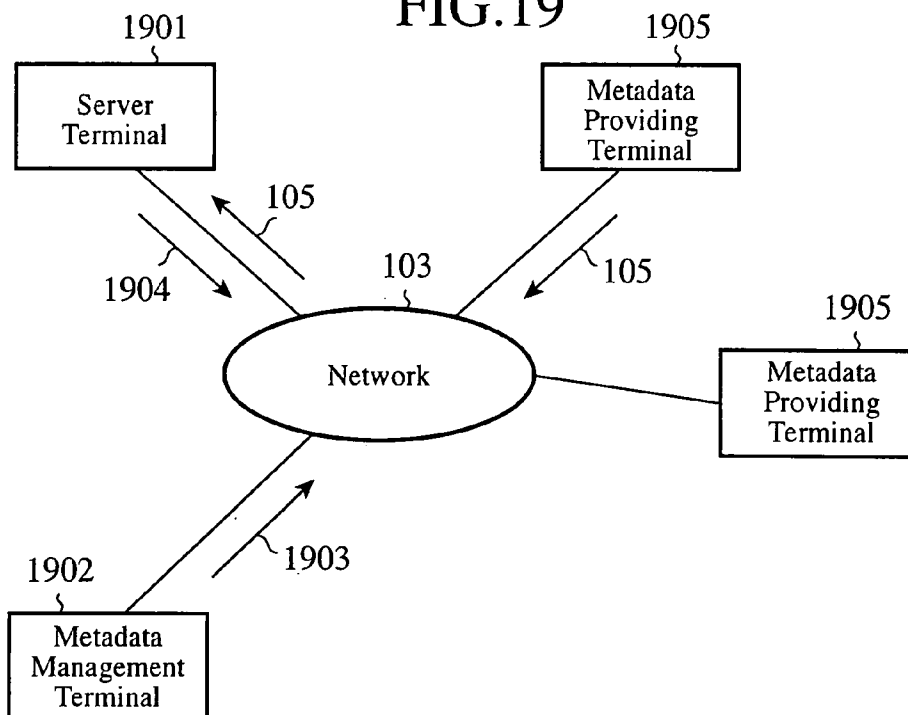 FIG.19
1901
Server
Terminal
1905
Metadata
Providing
Terminal
105
1904
103
105
Network
1905
Metadata
Providing
Terminal
1903
1902
Metadada
Management
Terminal